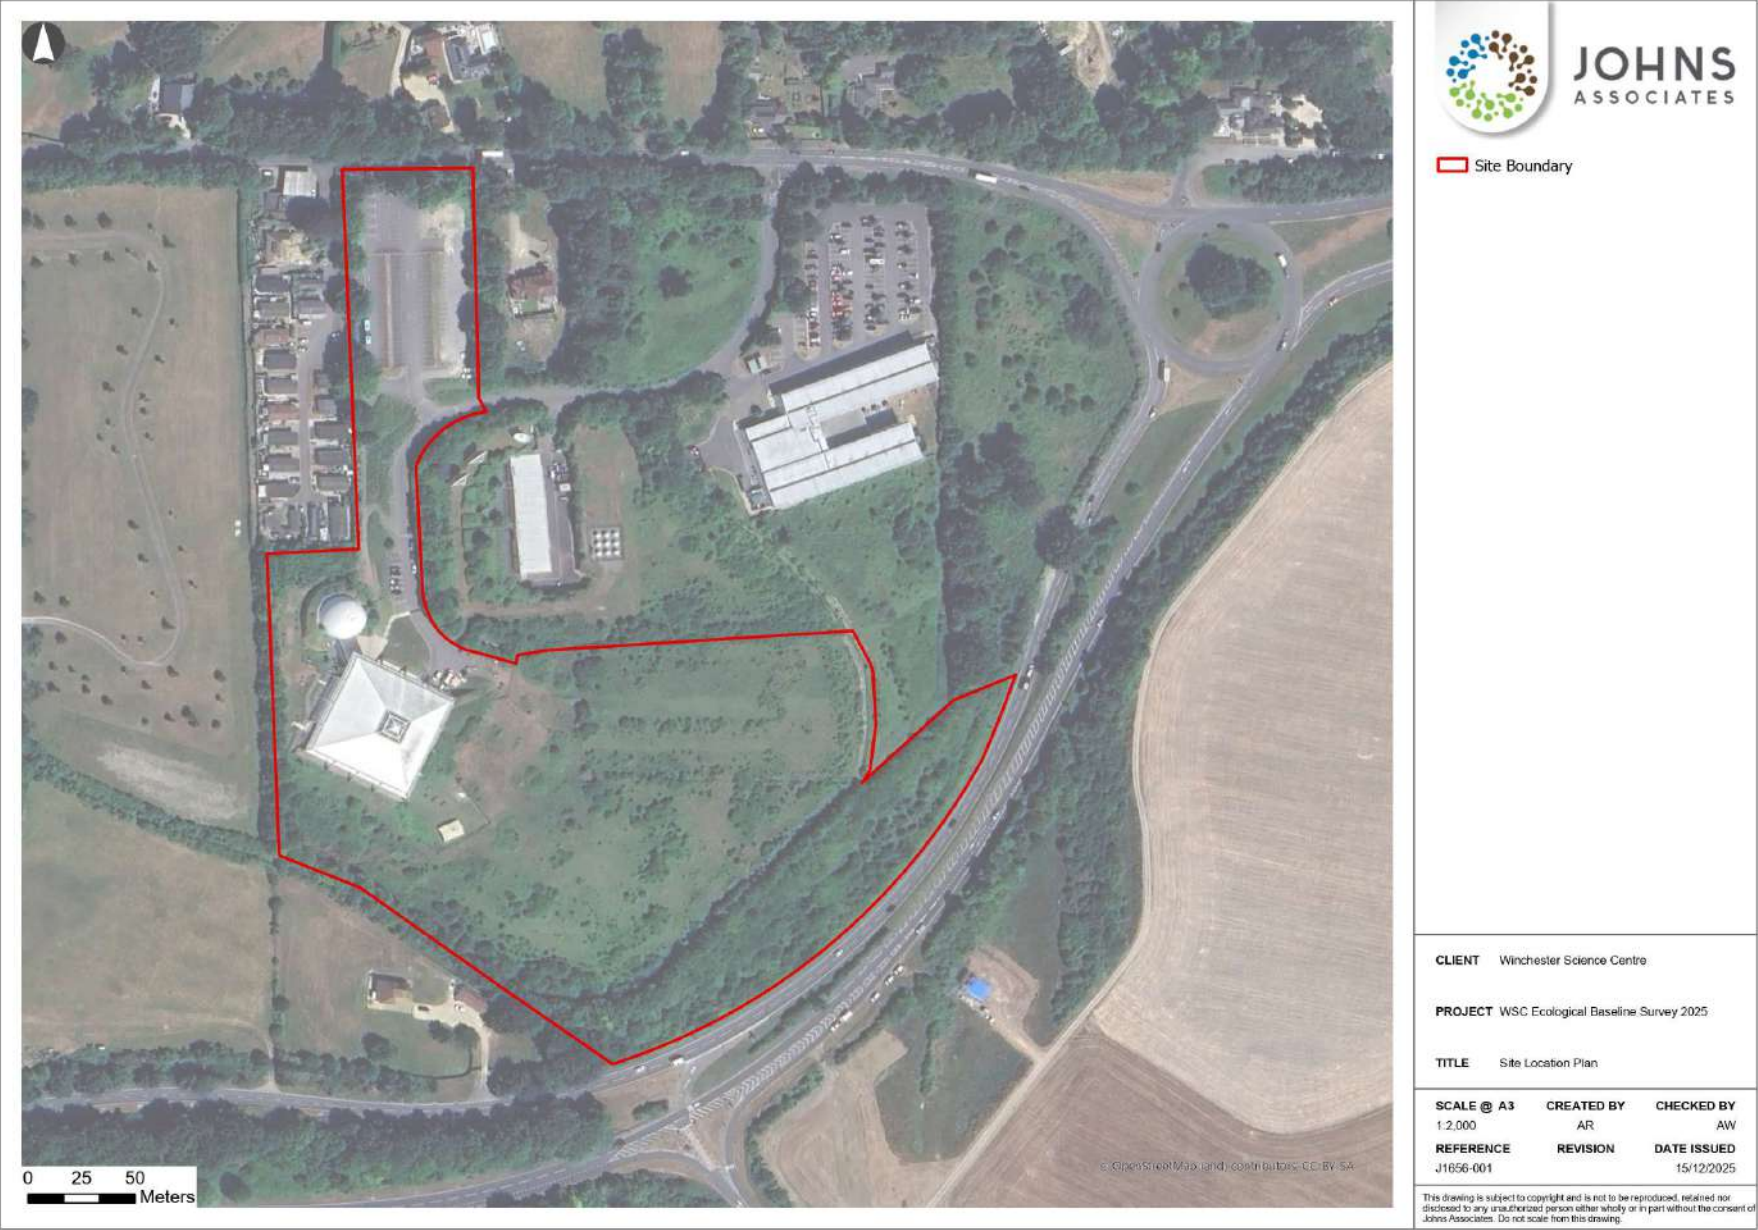 JOHNS
ASSOCIATES
Site Boundary
CLIENT Winchester Science Centre
PROJECT WSC Ecological Baseline Survey 2025
TITLE Site Location Plan
SCALE @ A3 CREATED BY CHECKED BY
1:2,000 AR AW
REFERENCE REVISION DATE ISSUED
J1656-001 15/12/2025
This drawing is subject to copyright and is not to be reproduced, retained nor
disclosed to any unauthorized person either wholly or in part without the consent of
Johns Associates. Do not scale from this drawing.
0 25 50
Meters
© OpenStreetMap (and) contributors, CC-BY-SA